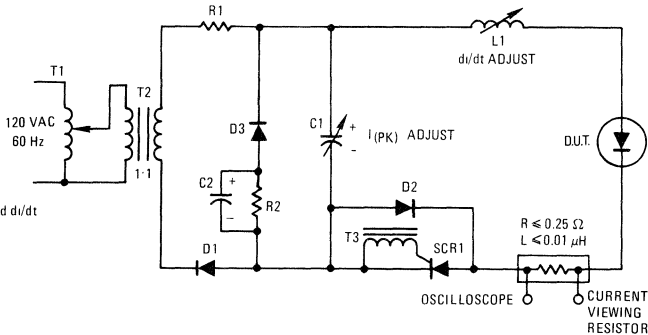 R1
L1
di/dt ADJUST
T1
T2
120 VAC
60 Hz
1·1
D3
C1
+
-
I(PK) ADJUST
D.U.T.
C2
+
-
R2
D2
d di/dt
T3
SCR1
D1
R ⩽ 0.25 Ω
L ⩽ 0.01 μH
OSCILLOSCOPE
CURRENT
VIEWING
RESISTOR